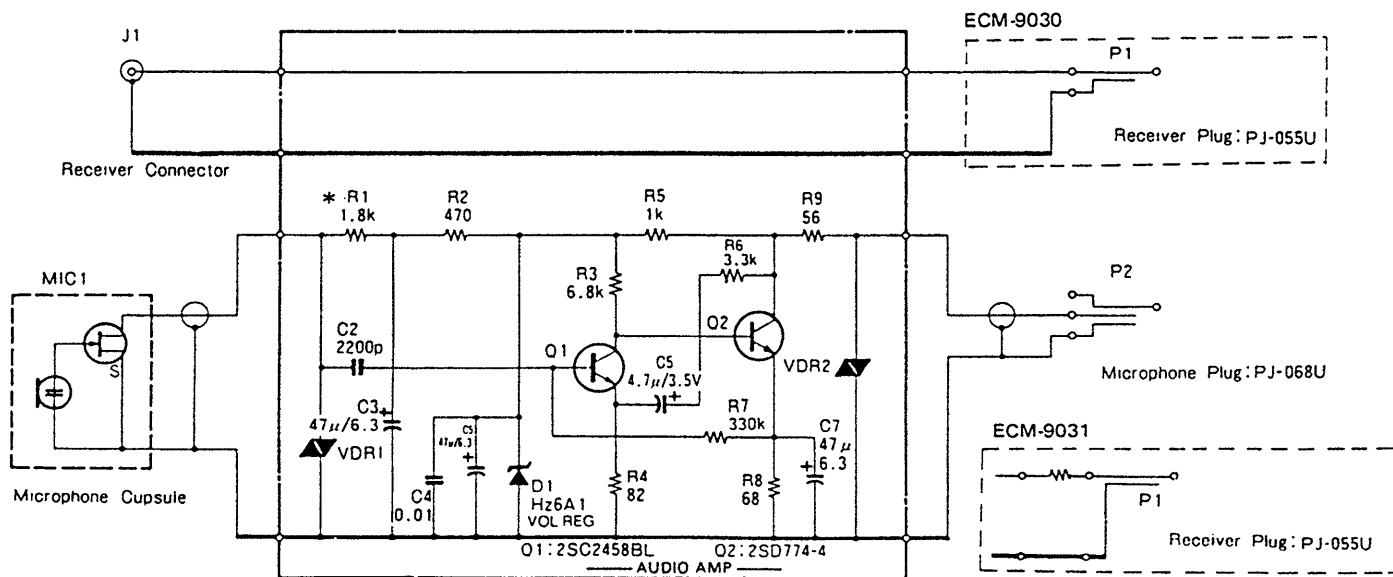 ECM-9030
J1
P1
Receiver Plug: PJ-055U
Receiver Connector
* R1
1.8k
R2
470
R5
1k
R9
56
R6
3.3k
MIC1
R3
6.8k
P2
C2
2200p
Q1
Q2
S
C5
4.7μ/3.5V
VDR2
Microphone Plug: PJ-068U
C3
47μ/6.3
+
C5
47μ/6.3
+
+
R7
330k
C7
47μ
6.3
+
ECM-9031
VDR1
R4
82
R8
68
P1
Microphone Cupsule
C4
0.01
D1
Hz6A1
VOL REG
Receiver Plug: PJ-055U
Q1:2SC2458BL
Q2:2SD774-4
AUDIO AMP